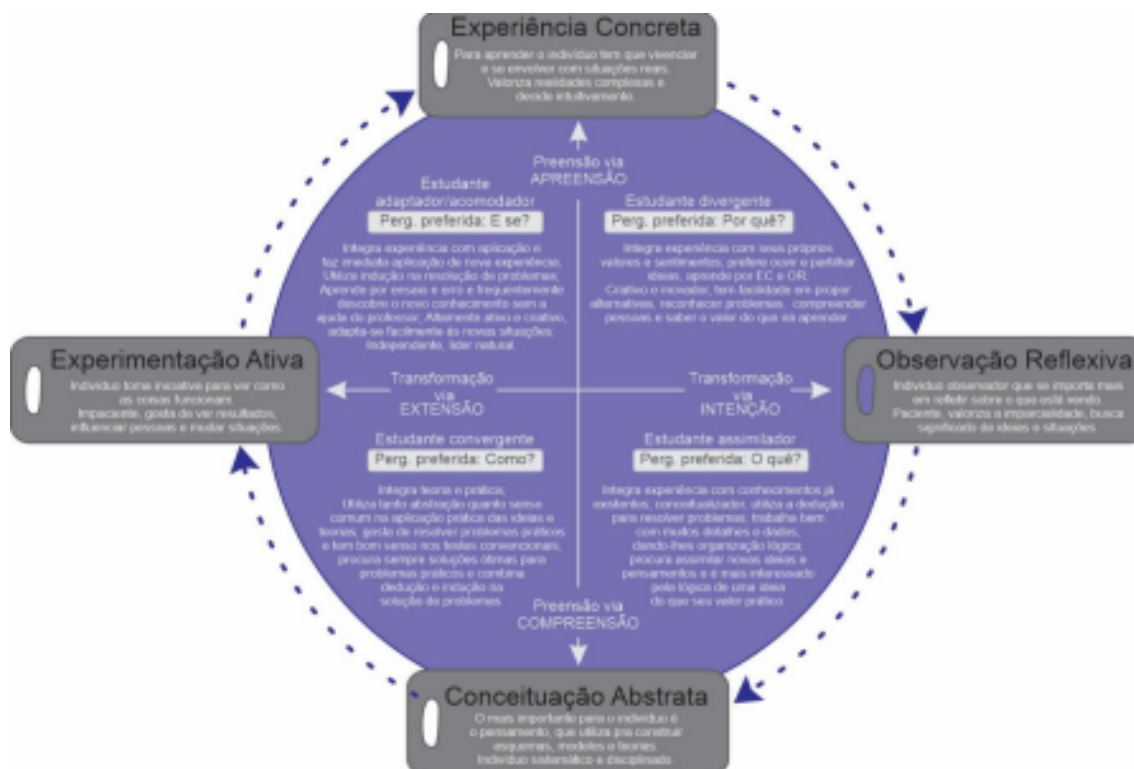 Experiência Concreta
Para aprender o indivíduo tem que vivenciar
e se envolver com situações reais.
Valoriza realidades complexas e
decide intuitivamente.
Preensão via
APREENSÃO
Estudante
adaptador/acomodador
Perg. preferida: E se?
Integra experiência com aplicação e
faz imediata aplicação de nova experiência;
Utiliza indução na resolução de problemas;
Aprende por ensaio e erro e frequentemente
descobre o novo conhecimento sem a
ajuda do professor; Altamente ativo e criativo,
adapta-se facilmente às novas situações;
Independente, líder natural
Estudante divergente
Perg. preferida: Por quê?
Integra experiência com seus próprios
valores e sentimentos, prefere ouvir e partilhar
ideias, aprende por EC e OR;
Criativo e inovador, tem facilidade em propor
alternativas, reconhecer problemas, compreender
pessoas e saber o valor do que irá aprender
Experimentação Ativa
Indivíduo toma iniciativa para ver como
as coisas funcionam.
Impaciente, gosta de ver resultados,
influenciar pessoas e mudar situações.
Transformação
via
EXTENSÃO
Transformação
via
INTENÇÃO
Observação Reflexiva
Indivíduo observador que se importa mais
em refletir sobre o que está vendo.
Paciente, valoriza a imparcialidade, busca
significado de ideias e situações.
Estudante convergente
Perg. preferida: Como?
Integra teoria e prática;
Utiliza tanto abstração quanto senso
comum na aplicação prática das ideias e
teorias, gosta de resolver problemas práticos
e tem bom senso nos testes convencionais;
procura sempre soluções ótimas para
problemas práticos e combina
dedução e indução na
solução de problemas
Estudante assimilador
Perg. preferida: O quê?
Integra experiência com conhecimentos já
existentes, conceitualizador, utiliza a dedução
para resolver problemas, trabalha bem
com muitos detalhes e dados,
dando-lhes organização lógica;
procura assimilar novas ideias e
pensamentos e é mais interessado
pela lógica de uma ideia
do que seu valor prático.
Preensão via
COMPREENSÃO
Conceituação Abstrata
O mais importante para o indivíduo é
o pensamento, que utiliza pra construir
esquemas, modelos e teorias.
Indivíduo sistemático e disciplinado.